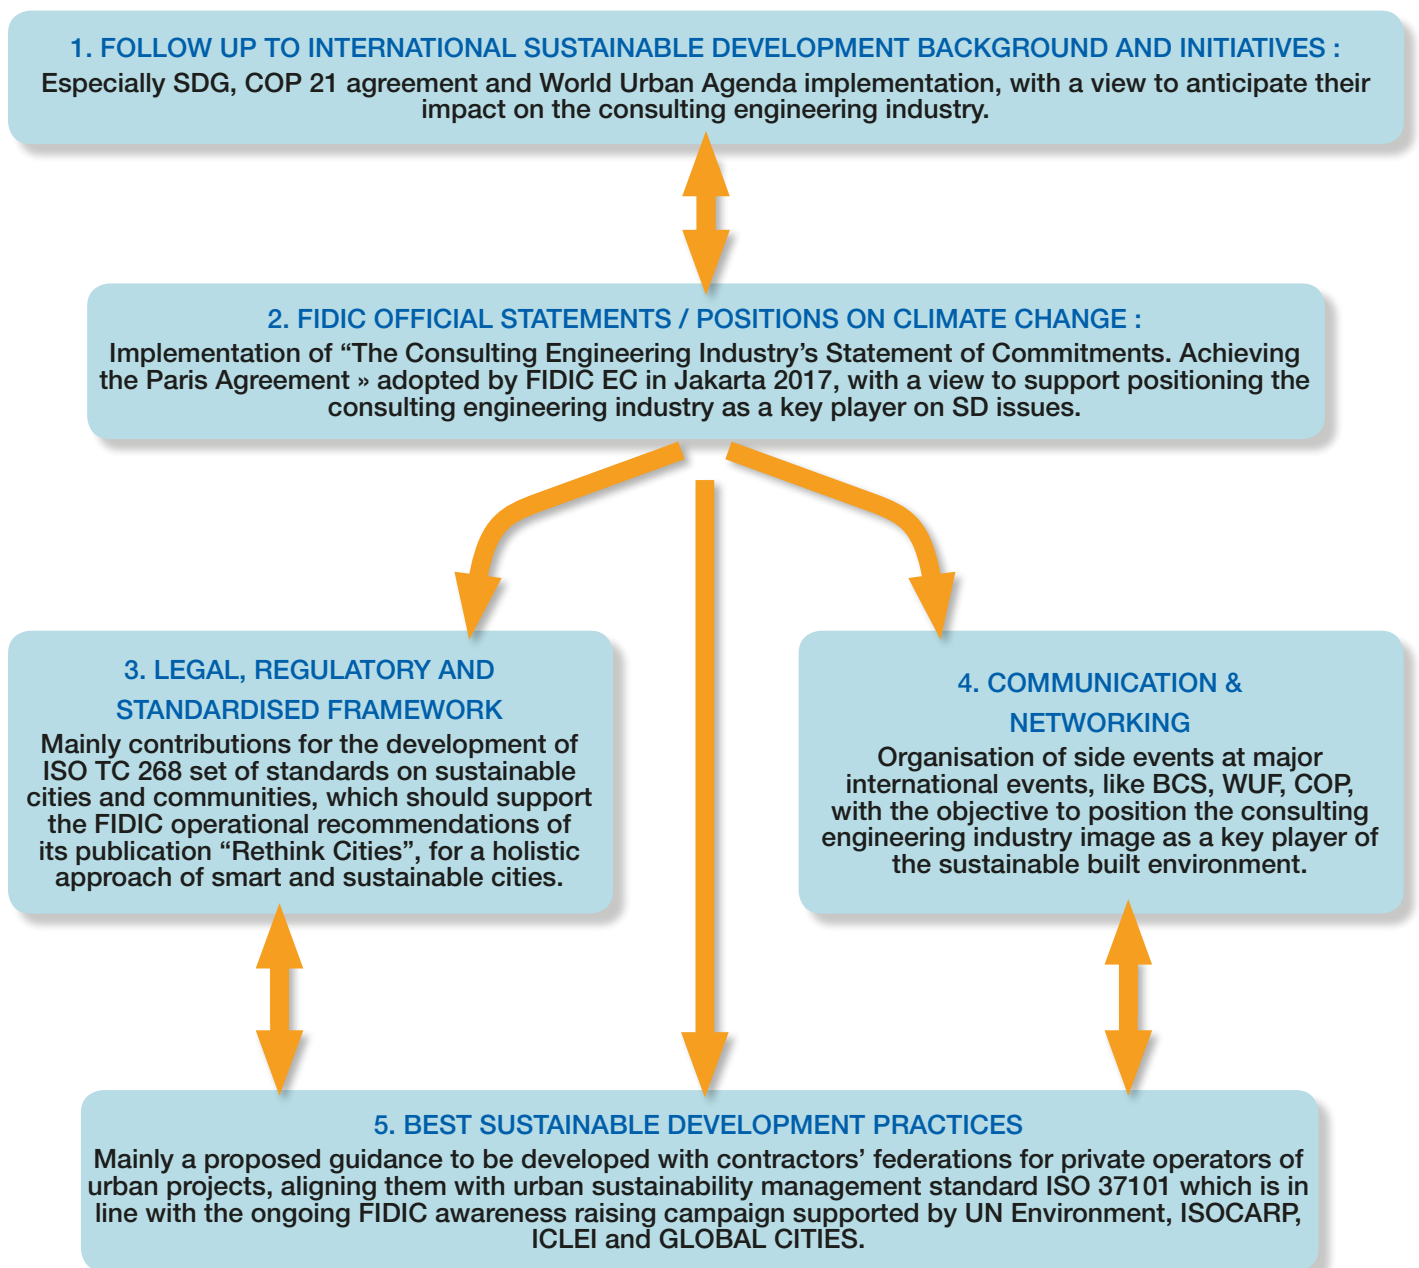 1. FOLLOW UP TO INTERNATIONAL SUSTAINABLE DEVELOPMENT BACKGROUND AND INITIATIVES :
Especially SDG, COP 21 agreement and World Urban Agenda implementation, with a view to anticipate their
impact on the consulting engineering industry.
2. FIDIC OFFICIAL STATEMENTS / POSITIONS ON CLIMATE CHANGE :
Implementation of “The Consulting Engineering Industry’s Statement of Commitments. Achieving
the Paris Agreement » adopted by FIDIC EC in Jakarta 2017, with a view to support positioning the
consulting engineering industry as a key player on SD issues.
3. LEGAL, REGULATORY AND
STANDARDISED FRAMEWORK
Mainly contributions for the development of
ISO TC 268 set of standards on sustainable
cities and communities, which should support
the FIDIC operational recommendations of
its publication “Rethink Cities”, for a holistic
approach of smart and sustainable cities.
4. COMMUNICATION &
NETWORKING
Organisation of side events at major
international events, like BCS, WUF, COP,
with the objective to position the consulting
engineering industry image as a key player of
the sustainable built environment.
5. BEST SUSTAINABLE DEVELOPMENT PRACTICES
Mainly a proposed guidance to be developed with contractors’ federations for private operators of
urban projects, aligning them with urban sustainability management standard ISO 37101 which is in
line with the ongoing FIDIC awareness raising campaign supported by UN Environment, ISOCARP,
ICLEI and GLOBAL CITIES.